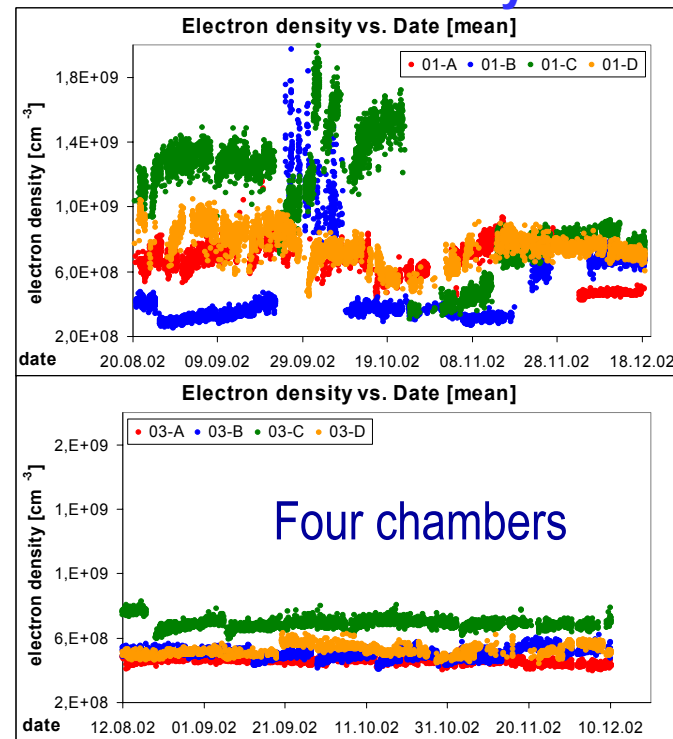 Electron density vs. Date [mean]
electron density [cm -3]
1,8E+09
1,4E+09
1,0E+09
6,0E+08
2,0E+08
01-A 01-B 01-C 01-D
date
20.08.02 09.09.02 29.09.02 19.10.02 08.11.02 28.11.02 18.12.02
Electron density vs. Date [mean]
electron density [cm -3]
2,E+09
1,E+09
1,E+09
6,E+08
2,E+08
03-A 03-B 03-C 03-D
Four chambers
date
12.08.02 01.09.02 21.09.02 11.10.02 31.10.02 20.11.02 10.12.02